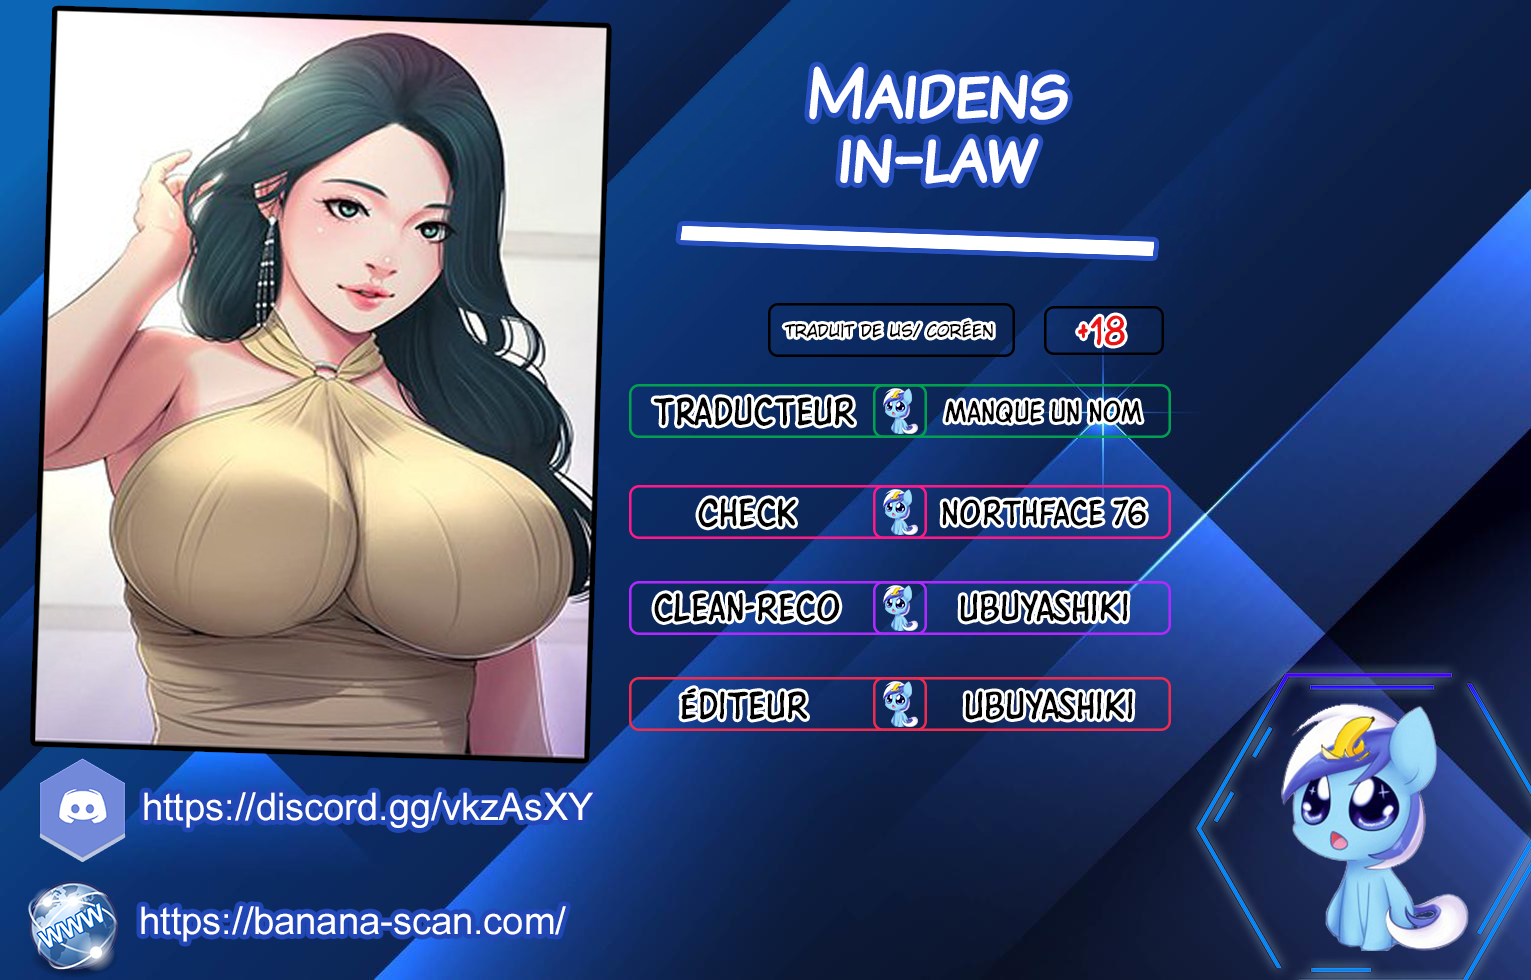 MAIDENS
IN-LAW
TRADUIT DE US/ CORÉEN
+18
TRADUCTEUR MANQUE UN NOM
CHECK NORTHFACE 76
CLEAN-RECO UBUYASHIKI
ÉDITEUR UBUYASHIKI
https://discord.gg/vkzAsXY
WWW https://banana-scan.com/